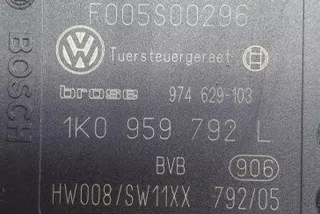 F005S00296
BOSCH
Tuersteuergeraet
brose 974 629-103
1K0 959 792 L
BVB 906
HW008/SW11XX 792/05